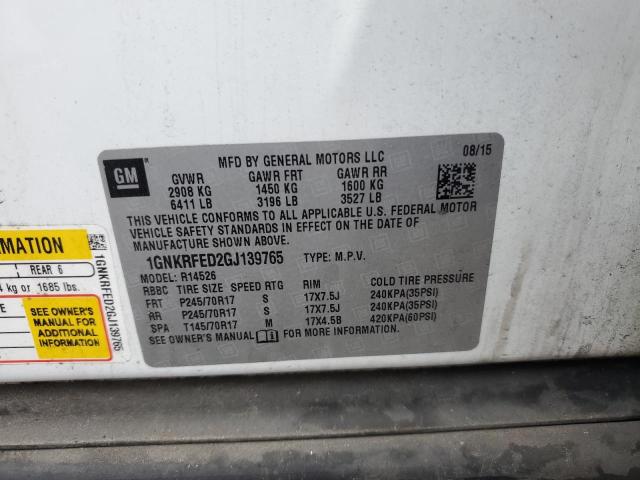 GM
MFD BY GENERAL MOTORS LLC
08/15
GVWR GAWR FRT GAWR RR
2908 KG 1450 KG 1600 KG
6411 LB 3196 LB 3527 LB
THIS VEHICLE CONFORMS TO ALL APPLICABLE U.S. FEDERAL MOTOR
VEHICLE SAFETY STANDARDS IN EFFECT ON THE DATE OF
MANUFACTURE SHOWN ABOVE.
1GNKRFED2GJ139765 TYPE: M.P.V.
MODEL: R14526
RBBC TIRE SIZE SPEED RTG RIM COLD TIRE PRESSURE
FRT P245/70R17 S 17X7.5J 240KPA(35PSI)
RR P245/70R17 S 17X7.5J 240KPA(35PSI)
SPA T145/70R17 M 17X4.5B 420KPA(60PSI)
SEE OWNER'S MANUAL FOR MORE INFORMATION.
REAR 6
kg or 1685 lbs.
SEE OWNER'S
MANUAL FOR
ADDITIONAL
INFORMATION
1GNKRFED2GJ139765